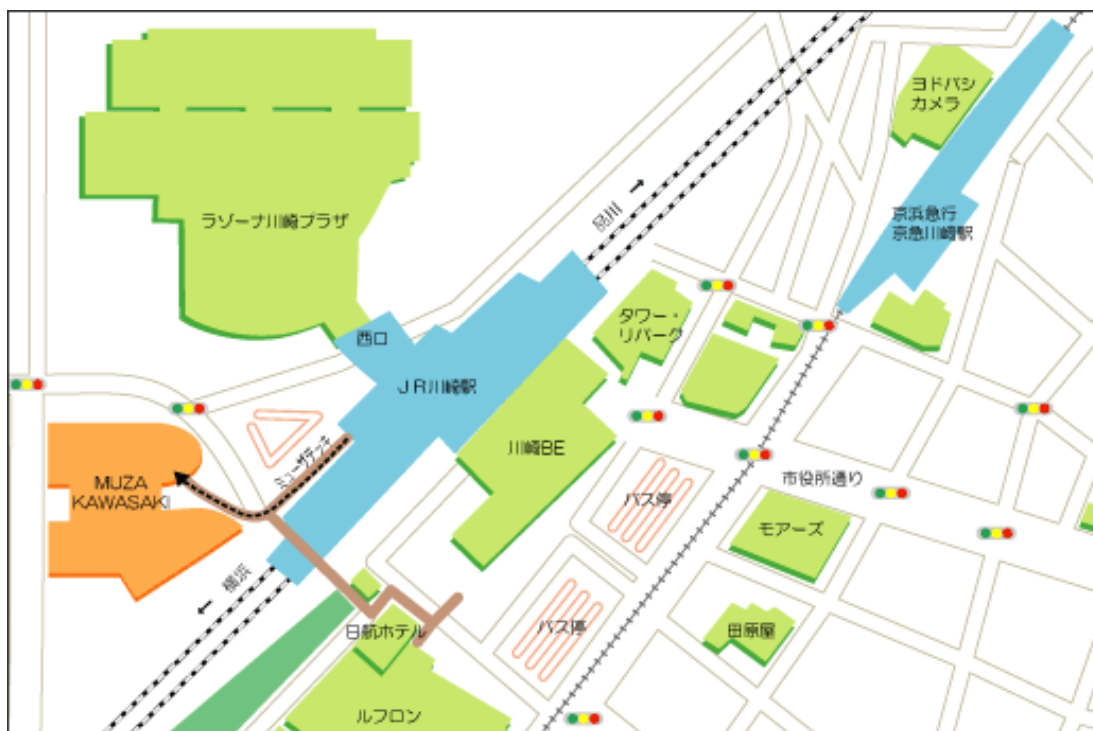 ヨドバシ
カメラ
ラゾーナ川崎プラザ
品川
→
京浜急行
京急川崎駅
タワー・
リパーク
西口
JR川崎駅
ミューザデッキ
川崎BE
MUZA
KAWASAKI
バス停
市役所通り
モアーズ
← 横浜
バス停
田原屋
日航ホテル
ルフロン